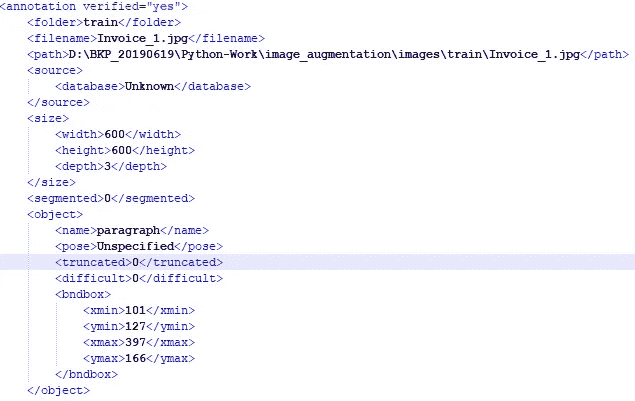 <annotation verified="yes">
<folder>train</folder>
<filename>Invoice_1.jpg</filename>
<path>D:\BKP_20190619\Python-Work\image_augmentation\images\train\Invoice_1.jpg</path>
<source>
<database>Unknown</database>
</source>
<size>
<width>600</width>
<height>600</height>
<depth>3</depth>
</size>
<segmented>0</segmented>
<object>
<name>paragraph</name>
<pose>Unspecified</pose>
<truncated>0</truncated>
<difficult>0</difficult>
<bndbox>
<xmin>101</xmin>
<ymin>127</ymin>
<xmax>397</xmax>
<ymax>166</ymax>
</bndbox>
</object>